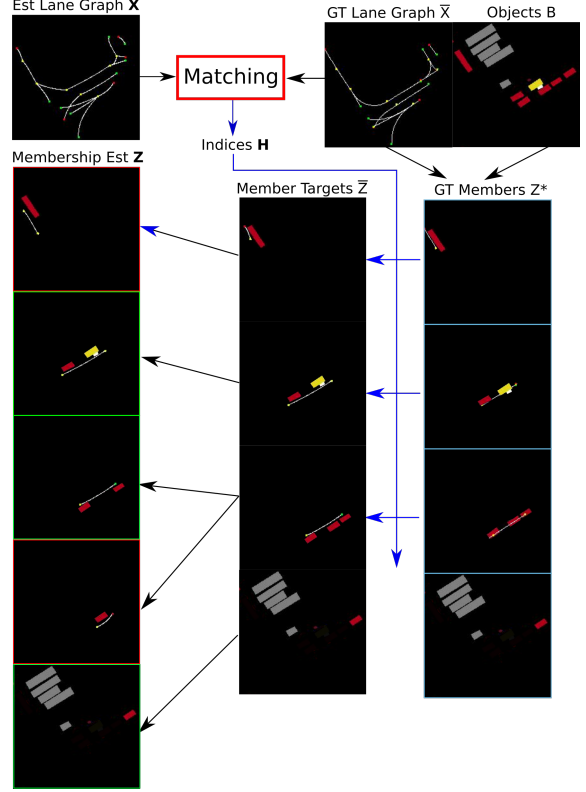 Est Lane Graph X
GT Lane Graph X̅
Objects B
Matching
Indices H
Membership Est Z
Member Targets Z̅
GT Members Z*